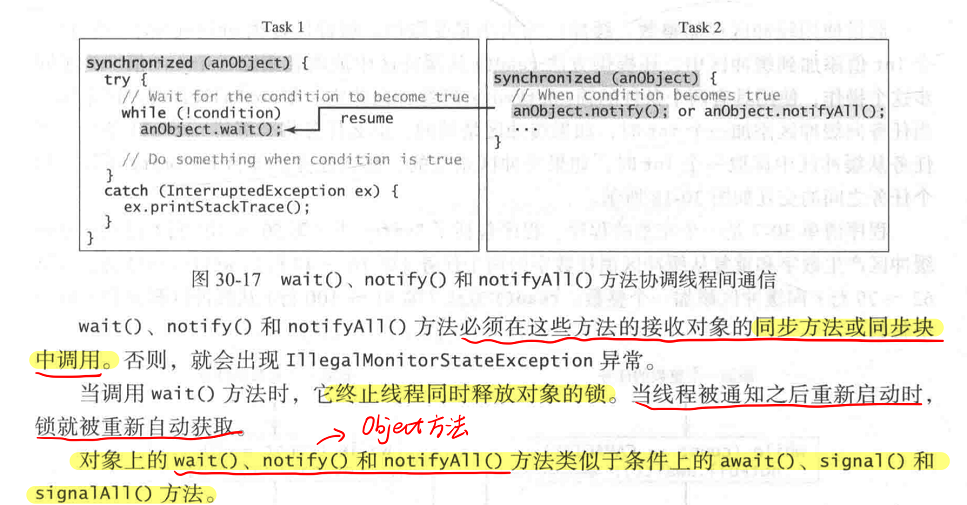 Task 1
Task 2
synchronized (anObject) {
try {
// Wait for the condition to become true
while (!condition)
anObject.wait();
// Do something when condition is true
}
catch (InterruptedException ex) {
ex.printStackTrace();
}
}
resume
synchronized (anObject) {
// When condition becomes true
anObject.notify(); or anObject.notifyAll();
...
}
图 30-17 wait()、notify() 和 notifyAll() 方法协调线程间通信
wait()、notify() 和 notifyAll() 方法必须在这些方法的接收对象的同步方法或同步块
中调用。否则，就会出现 IllegalMonitorStateException 异常。
当调用 wait() 方法时，它终止线程同时释放对象的锁。当线程被通知之后重新启动时，
锁就被重新自动获取。
Object方法
对象上的 wait()、notify() 和 notifyAll() 方法类似于条件上的 await()、signal() 和
signalAll() 方法。